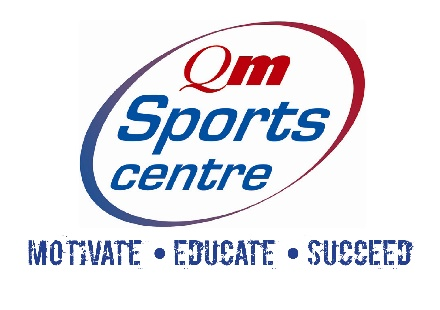 Qm
Sports
centre
MOTIVATE • EDUCATE • SUCCEED